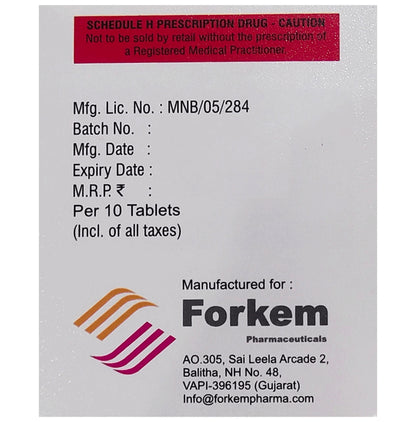 SCHEDULE H PRESCRIPTION DRUG - CAUTION
Not to be sold by retail without the prescription of
a Registered Medical Practitioner.
Mfg. Lic. No. : MNB/05/284
Batch No. :
Mfg. Date :
Expiry Date :
M.R.P. ₹ :
Per 10 Tablets
(Incl. of all taxes)
Manufactured for :
Forkem
Pharmaceuticals
AO.305, Sai Leela Arcade 2,
Balitha, NH No. 48,
VAPI-396195 (Gujarat)
Info@forkempharma.com